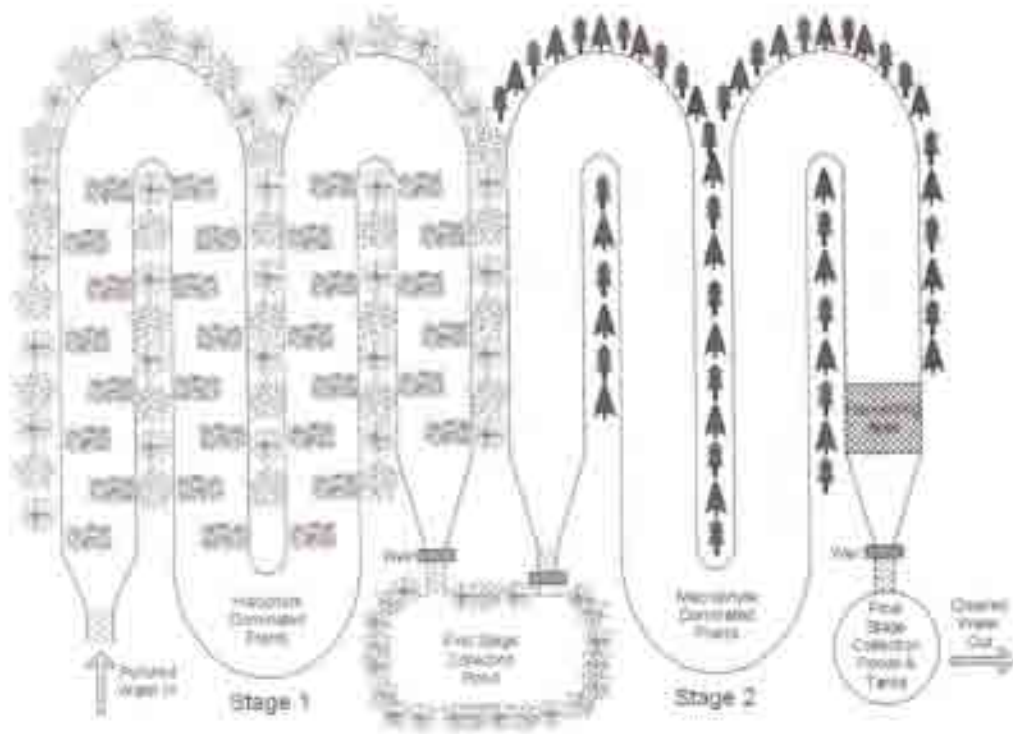 Weir
Dominated
Plants
Polluted
Water In
Stage 1
First Stage
Collection
Pond
Macrophyte
Dominated
Plants
Stage 2
Weir
Final
Stage
Collection
Ponds &
Tanks
Cleaned
Water
Out